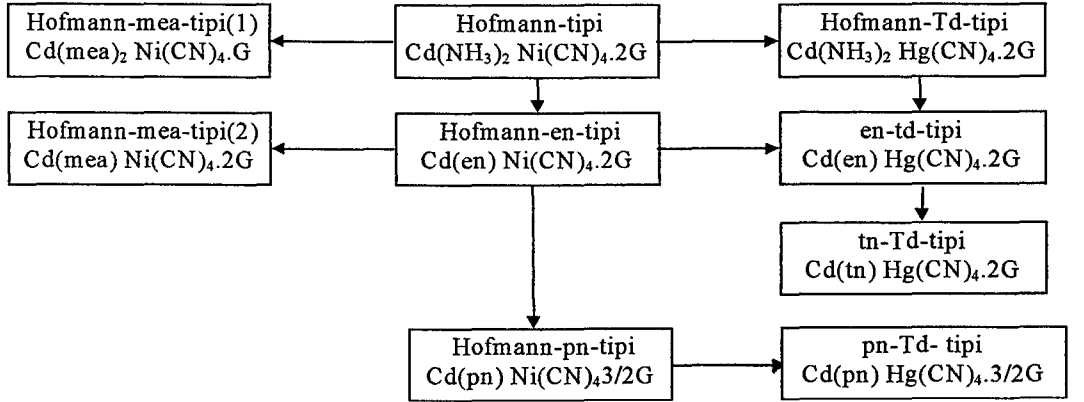 Hofmann-mea-tipi(1)
Cd(mea)₂ Ni(CN)₄.G
Hofmann-tipi
Cd(NH₃)₂ Ni(CN)₄.2G
Hofmann-Td-tipi
Cd(NH₃)₂ Hg(CN)₄.2G
Hofmann-mea-tipi(2)
Cd(mea) Ni(CN)₄.2G
Hofmann-en-tipi
Cd(en) Ni(CN)₄.2G
en-td-tipi
Cd(en) Hg(CN)₄.2G
tn-Td-tipi
Cd(tn) Hg(CN)₄.2G
Hofmann-pn-tipi
Cd(pn) Ni(CN)₄3/2G
pn-Td- tipi
Cd(pn) Hg(CN)₄.3/2G